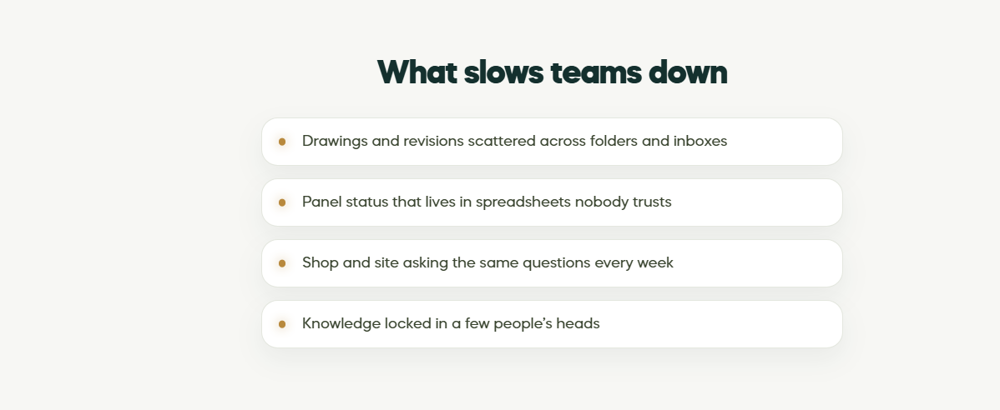 What slows teams down
Drawings and revisions scattered across folders and inboxes
Panel status that lives in spreadsheets nobody trusts
Shop and site asking the same questions every week
Knowledge locked in a few people’s heads